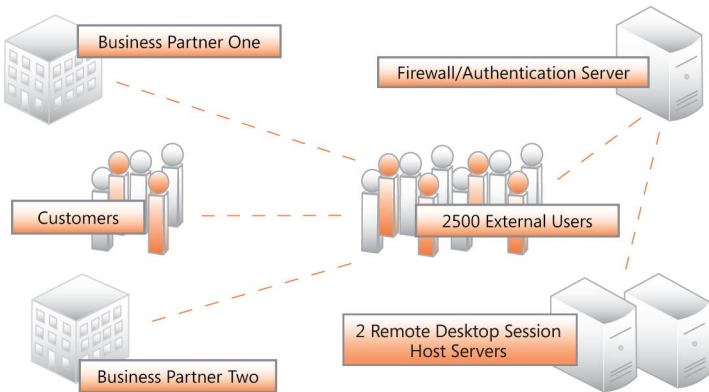 Business Partner One
Firewall/Authentication Server
Customers
2500 External Users
2 Remote Desktop Session
Host Servers
Business Partner Two